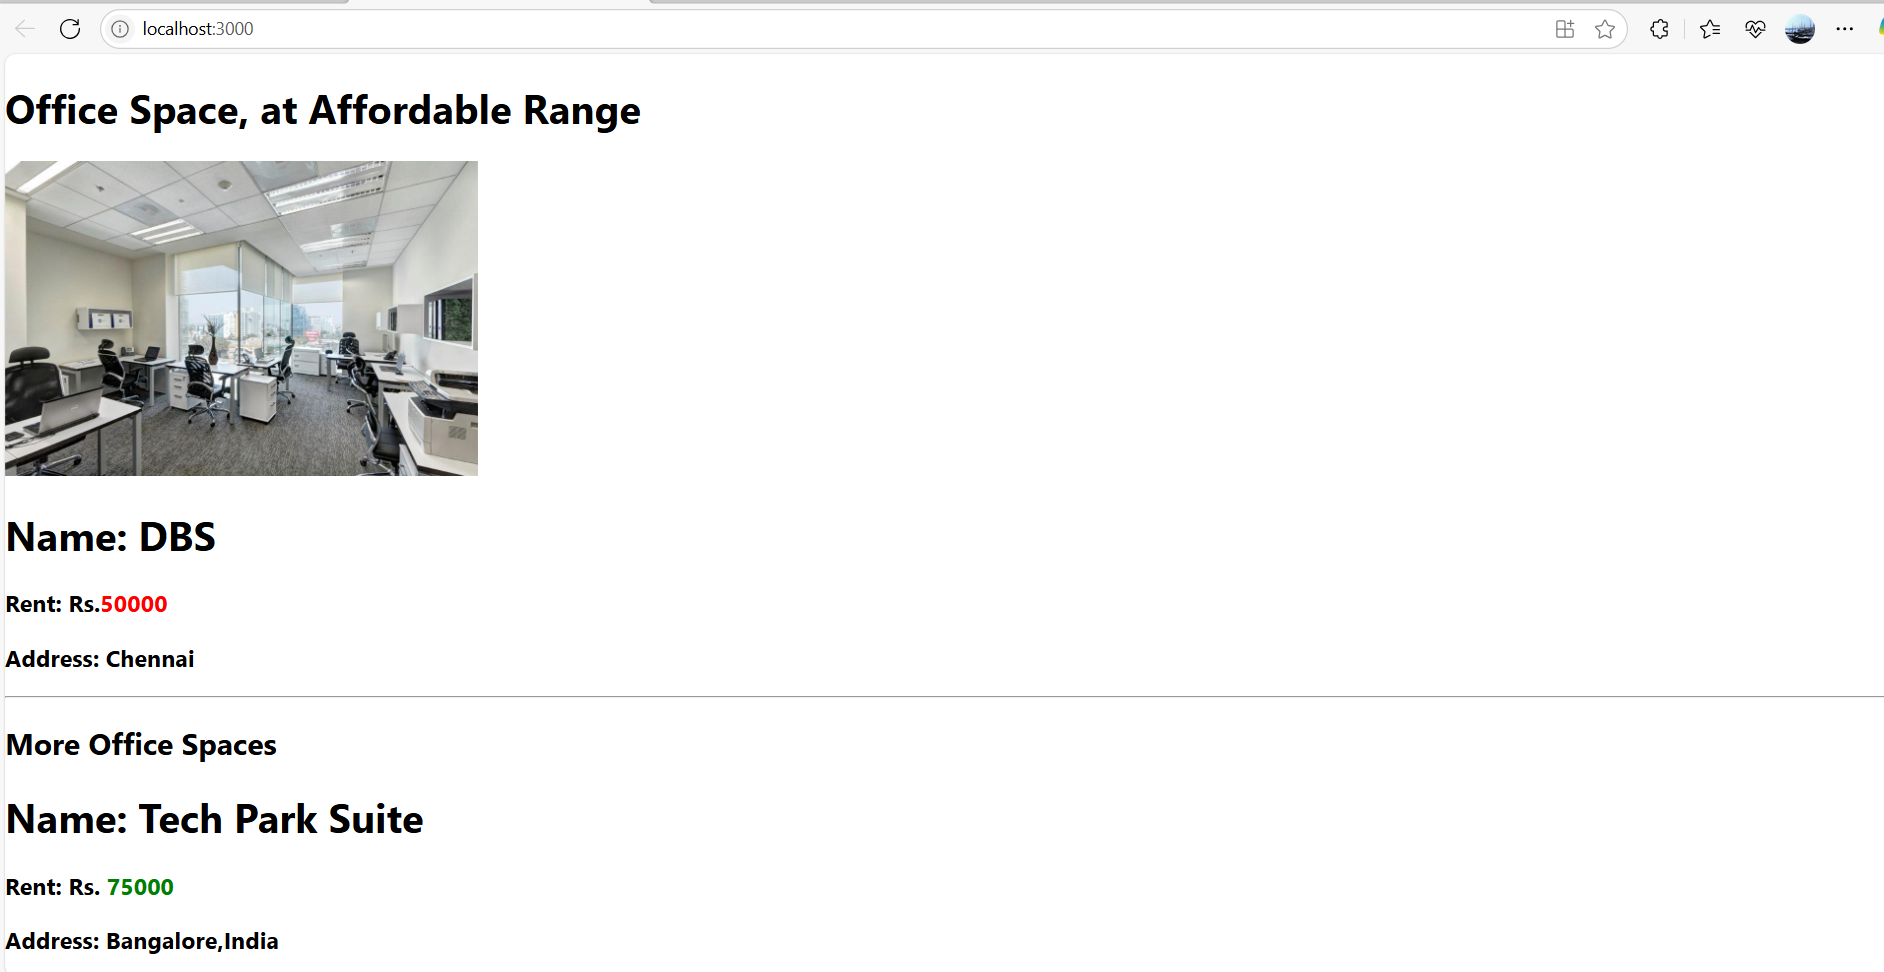 localhost:3000
Office Space, at Affordable Range
Name: DBS
Rent: Rs.50000
Address: Chennai
More Office Spaces
Name: Tech Park Suite
Rent: Rs. 75000
Address: Bangalore,India